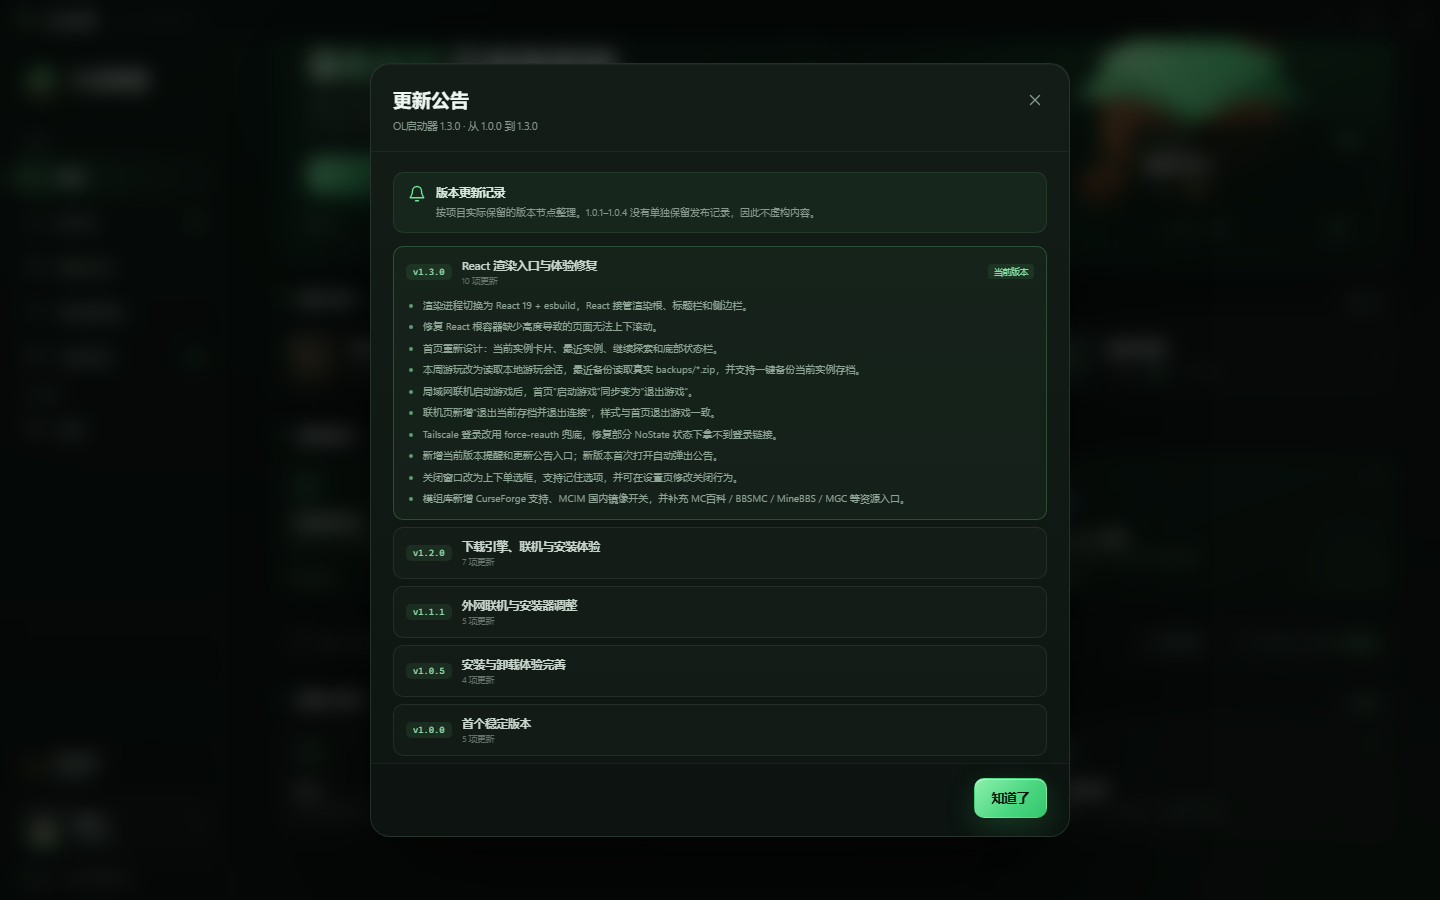 更新公告
OL启动器 1.3.0 · 从 1.0.0 到 1.3.0
版本更新记录
按项目实际保留的版本节点整理。1.0.1–1.0.4 没有单独保留发布记录，因此不虚构内容。
v1.3.0
React 渲染入口与体验修复
10 项更新
当前版本
渲染进程切换为 React 19 + esbuild，React 接管渲染根、标题栏和侧边栏。
修复 React 根容器缺少高度导致的页面无法上下滚动。
首页重新设计：当前实例卡片、最近实例、继续探索和底部状态栏。
本周游玩改为读取本地游玩会话，最近备份读取真实 backups/*.zip，并支持一键备份当前实例存档。
局域网联机启动游戏后，首页“启动游戏”同步变为“退出游戏”。
联机页新增“退出当前存档并退出连接”，样式与首页退出游戏一致。
Tailscale 登录改用 force-reauth 兜底，修复部分 NoState 状态下拿不到登录链接。
新增当前版本提醒和更新公告入口；新版本首次打开自动弹出公告。
关闭窗口改为上下单选框，支持记住选项，并可在设置页修改关闭行为。
模组库新增 CurseForge 支持、MCIM 国内镜像开关，并补充 MC百科 / BBSMC / MineBBS / MGC 等资源入口。
v1.2.0
下载引擎、联机与安装体验
7 项更新
v1.1.1
外网联机与安装器调整
5 项更新
v1.0.5
安装与卸载体验完善
4 项更新
v1.0.0
首个稳定版本
5 项更新
知道了